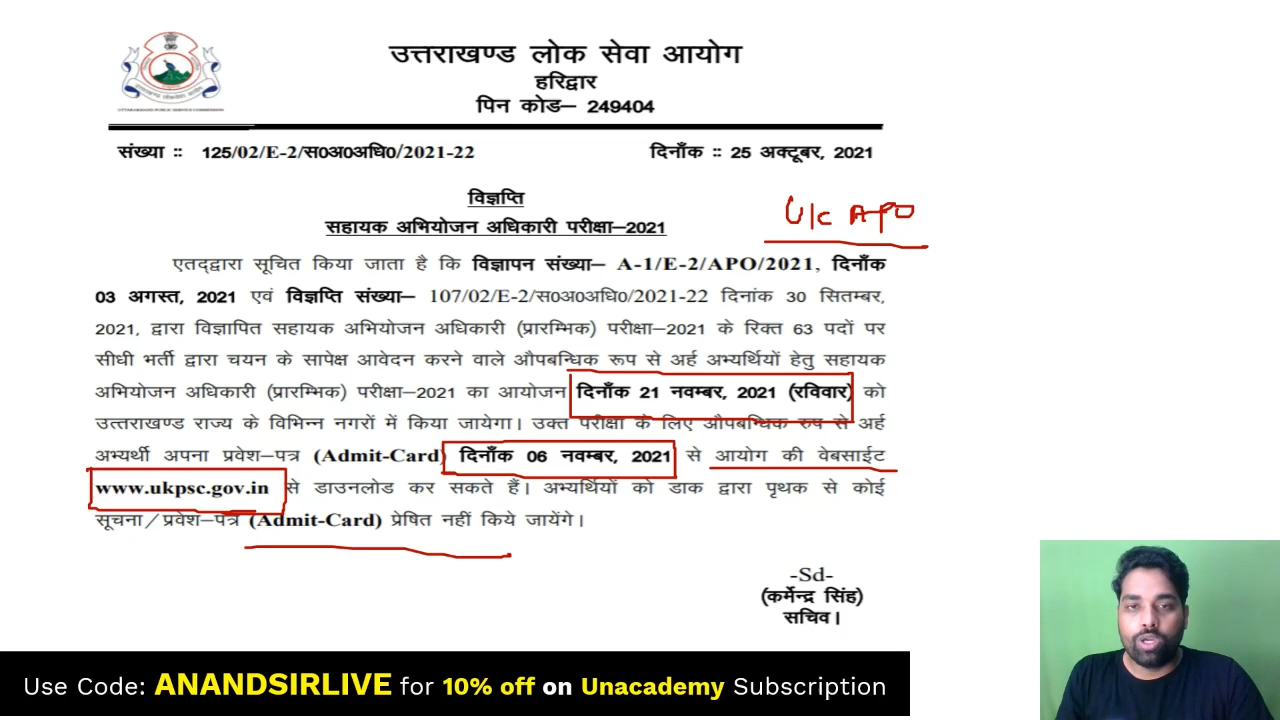 उत्तराखण्ड लोक सेवा आयोग
हरिद्वार
पिन कोड– 249404
UTTARAKHAND PUBLIC SERVICE COMMISSION
संख्या :: 125/02/E-2/स0अ0अधि0/2021-22 दिनाँक :: 25 अक्टूबर, 2021
विज्ञप्ति
सहायक अभियोजन अधिकारी परीक्षा–2021
U/C APO
एतद्द्वारा सूचित किया जाता है कि विज्ञापन संख्या– A-1/E-2/APO/2021, दिनाँक
03 अगस्त, 2021 एवं विज्ञप्ति संख्या– 107/02/E-2/स0अ0अधि0/2021-22 दिनांक 30 सितम्बर,
2021, द्वारा विज्ञापित सहायक अभियोजन अधिकारी (प्रारम्भिक) परीक्षा–2021 के रिक्त 63 पदों पर
सीधी भर्ती द्वारा चयन के सापेक्ष आवेदन करने वाले औपबन्धिक रूप से अर्ह अभ्यर्थियों हेतु सहायक
अभियोजन अधिकारी (प्रारम्भिक) परीक्षा–2021 का आयोजन दिनाँक 21 नवम्बर, 2021 (रविवार) को
उत्तराखण्ड राज्य के विभिन्न नगरों में किया जायेगा। उक्त परीक्षा के लिए औपबन्धिक रुप से अर्ह
अभ्यर्थी अपना प्रवेश–पत्र (Admit-Card) दिनाँक 06 नवम्बर, 2021 से आयोग की वेबसाईट
www.ukpsc.gov.in से डाउनलोड कर सकते हैं। अभ्यर्थियों को डाक द्वारा पृथक से कोई
सूचना/प्रवेश–पत्र (Admit-Card) प्रेषित नहीं किये जायेंगे।
-Sd-
(कर्मेन्द्र सिंह)
सचिव।
Use Code: ANANDSIRLIVE for 10% off on Unacademy Subscription